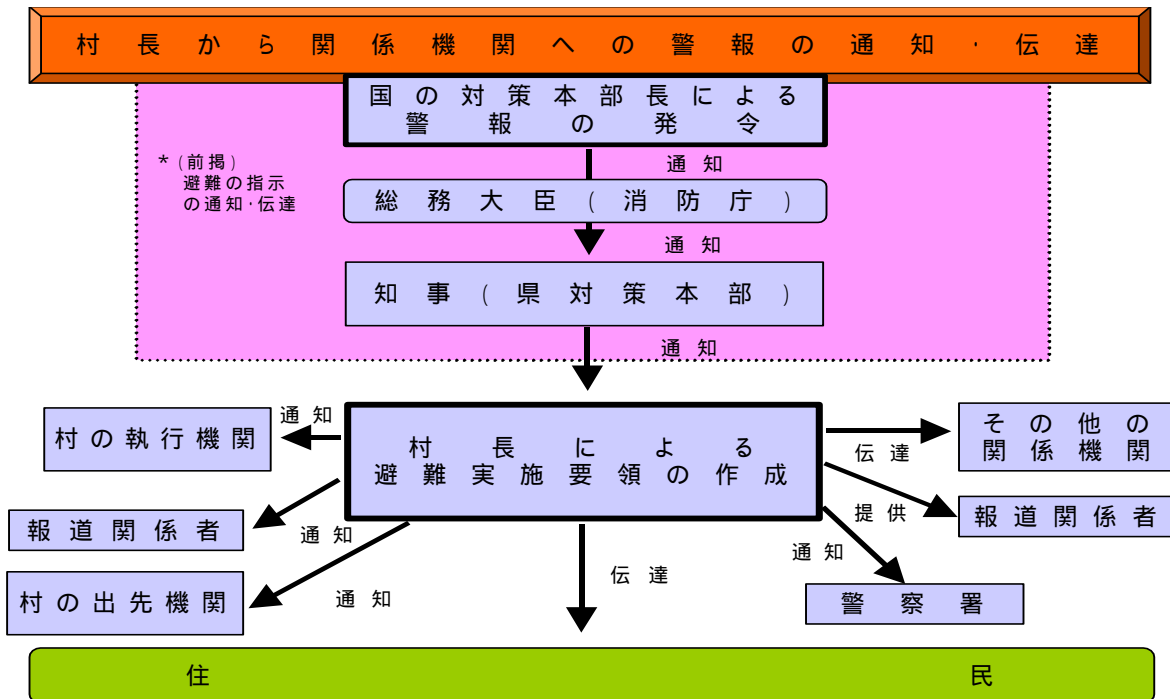 村長から関係機関への警報の通知・伝達
国の対策本部長による
警報の発令
通知
*(前掲)
避難の指示
の通知・伝達
総務大臣(消防庁)
通知
知事(県対策本部)
通知
村の執行機関
通知
村長による
避難実施要領の作成
伝達
その他の
関係機関
報道関係者
通知
提供
報道関係者
村の出先機関
通知
伝達
通知
警察署
住民